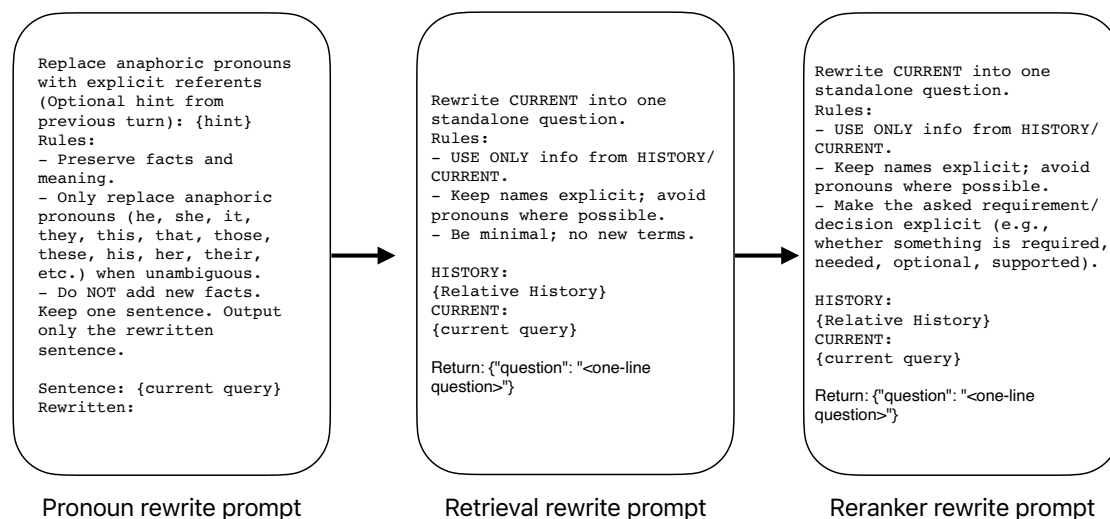 Replace anaphoric pronouns
with explicit referents
(Optional hint from
previous turn): {hint}
Rules:
– Preserve facts and
meaning.
– Only replace anaphoric
pronouns (he, she, it,
they, this, that, those,
these, his, her, their,
etc.) when unambiguous.
– Do NOT add new facts.
Keep one sentence. Output
only the rewritten
sentence.
Sentence: {current query}
Rewritten:
Pronoun rewrite prompt
Rewrite CURRENT into one
standalone question.
Rules:
– USE ONLY info from HISTORY/
CURRENT.
– Keep names explicit; avoid
pronouns where possible.
– Be minimal; no new terms.
HISTORY:
{Relative History}
CURRENT:
{current query}
Return: {"question": "<one-line
question>"}
Retrieval rewrite prompt
Rewrite CURRENT into one
standalone question.
Rules:
– USE ONLY info from HISTORY/
CURRENT.
– Keep names explicit; avoid
pronouns where possible.
– Make the asked requirement/
decision explicit (e.g.,
whether something is required,
needed, optional, supported).
HISTORY:
{Relative History}
CURRENT:
{current query}
Return: {"question": "<one-line
question>"}
Reranker rewrite prompt